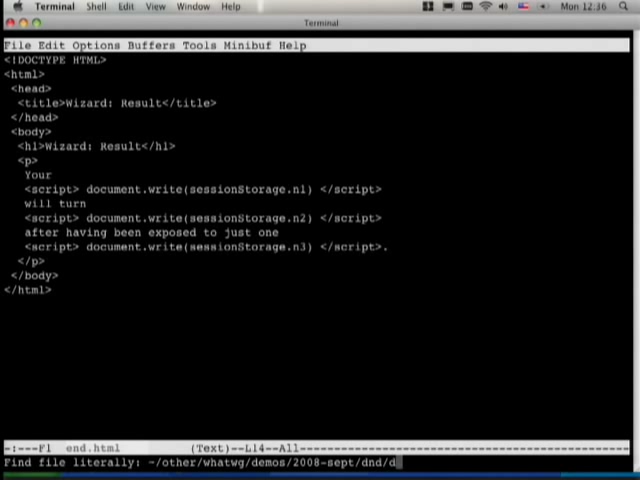 Terminal Shell Edit View Window Help Mon 12:36
Terminal
File Edit Options Buffers Tools Minibuf Help
<!DOCTYPE HTML>
<html>
<head>
<title>Wizard: Result</title>
</head>
<body>
<h1>Wizard: Result</h1>
<p>
Your
<script> document.write(sessionStorage.n1) </script>
will turn
<script> document.write(sessionStorage.n2) </script>
after having been exposed to just one
<script> document.write(sessionStorage.n3) </script>.
</p>
</body>
</html>
-:---F1 end.html (Text)--L14--All--------------------------------------------------
Find file literally: ~/other/whatwg/demos/2008-sept/dnd/d